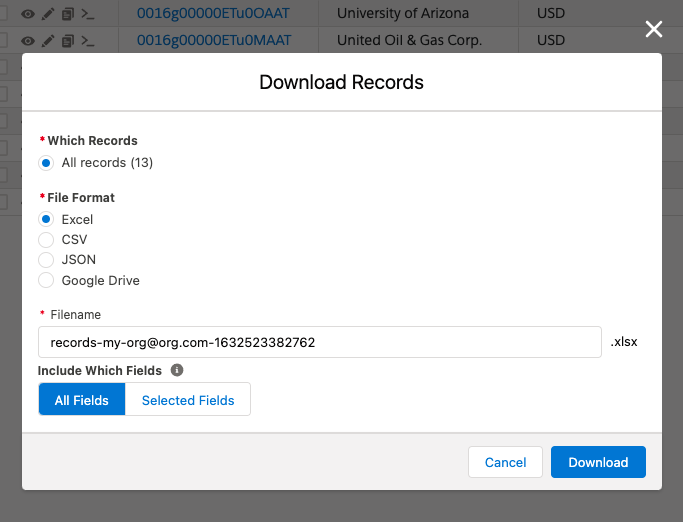 0016g00000ETu0OAAT University of Arizona USD
0016g00000ETu0MAAT United Oil & Gas Corp. USD
Download Records
* Which Records
All records (13)
* File Format
Excel
CSV
JSON
Google Drive
* Filename
records-my-org@org.com-1632523382762 .xlsx
Include Which Fields
All Fields Selected Fields
Cancel Download